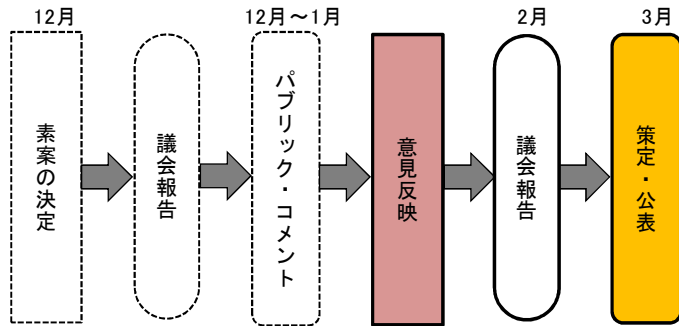 12月
12月～1月
2月
3月
素案の決定
議会報告
パブリック・コメント
意見反映
議会報告
策定・公表